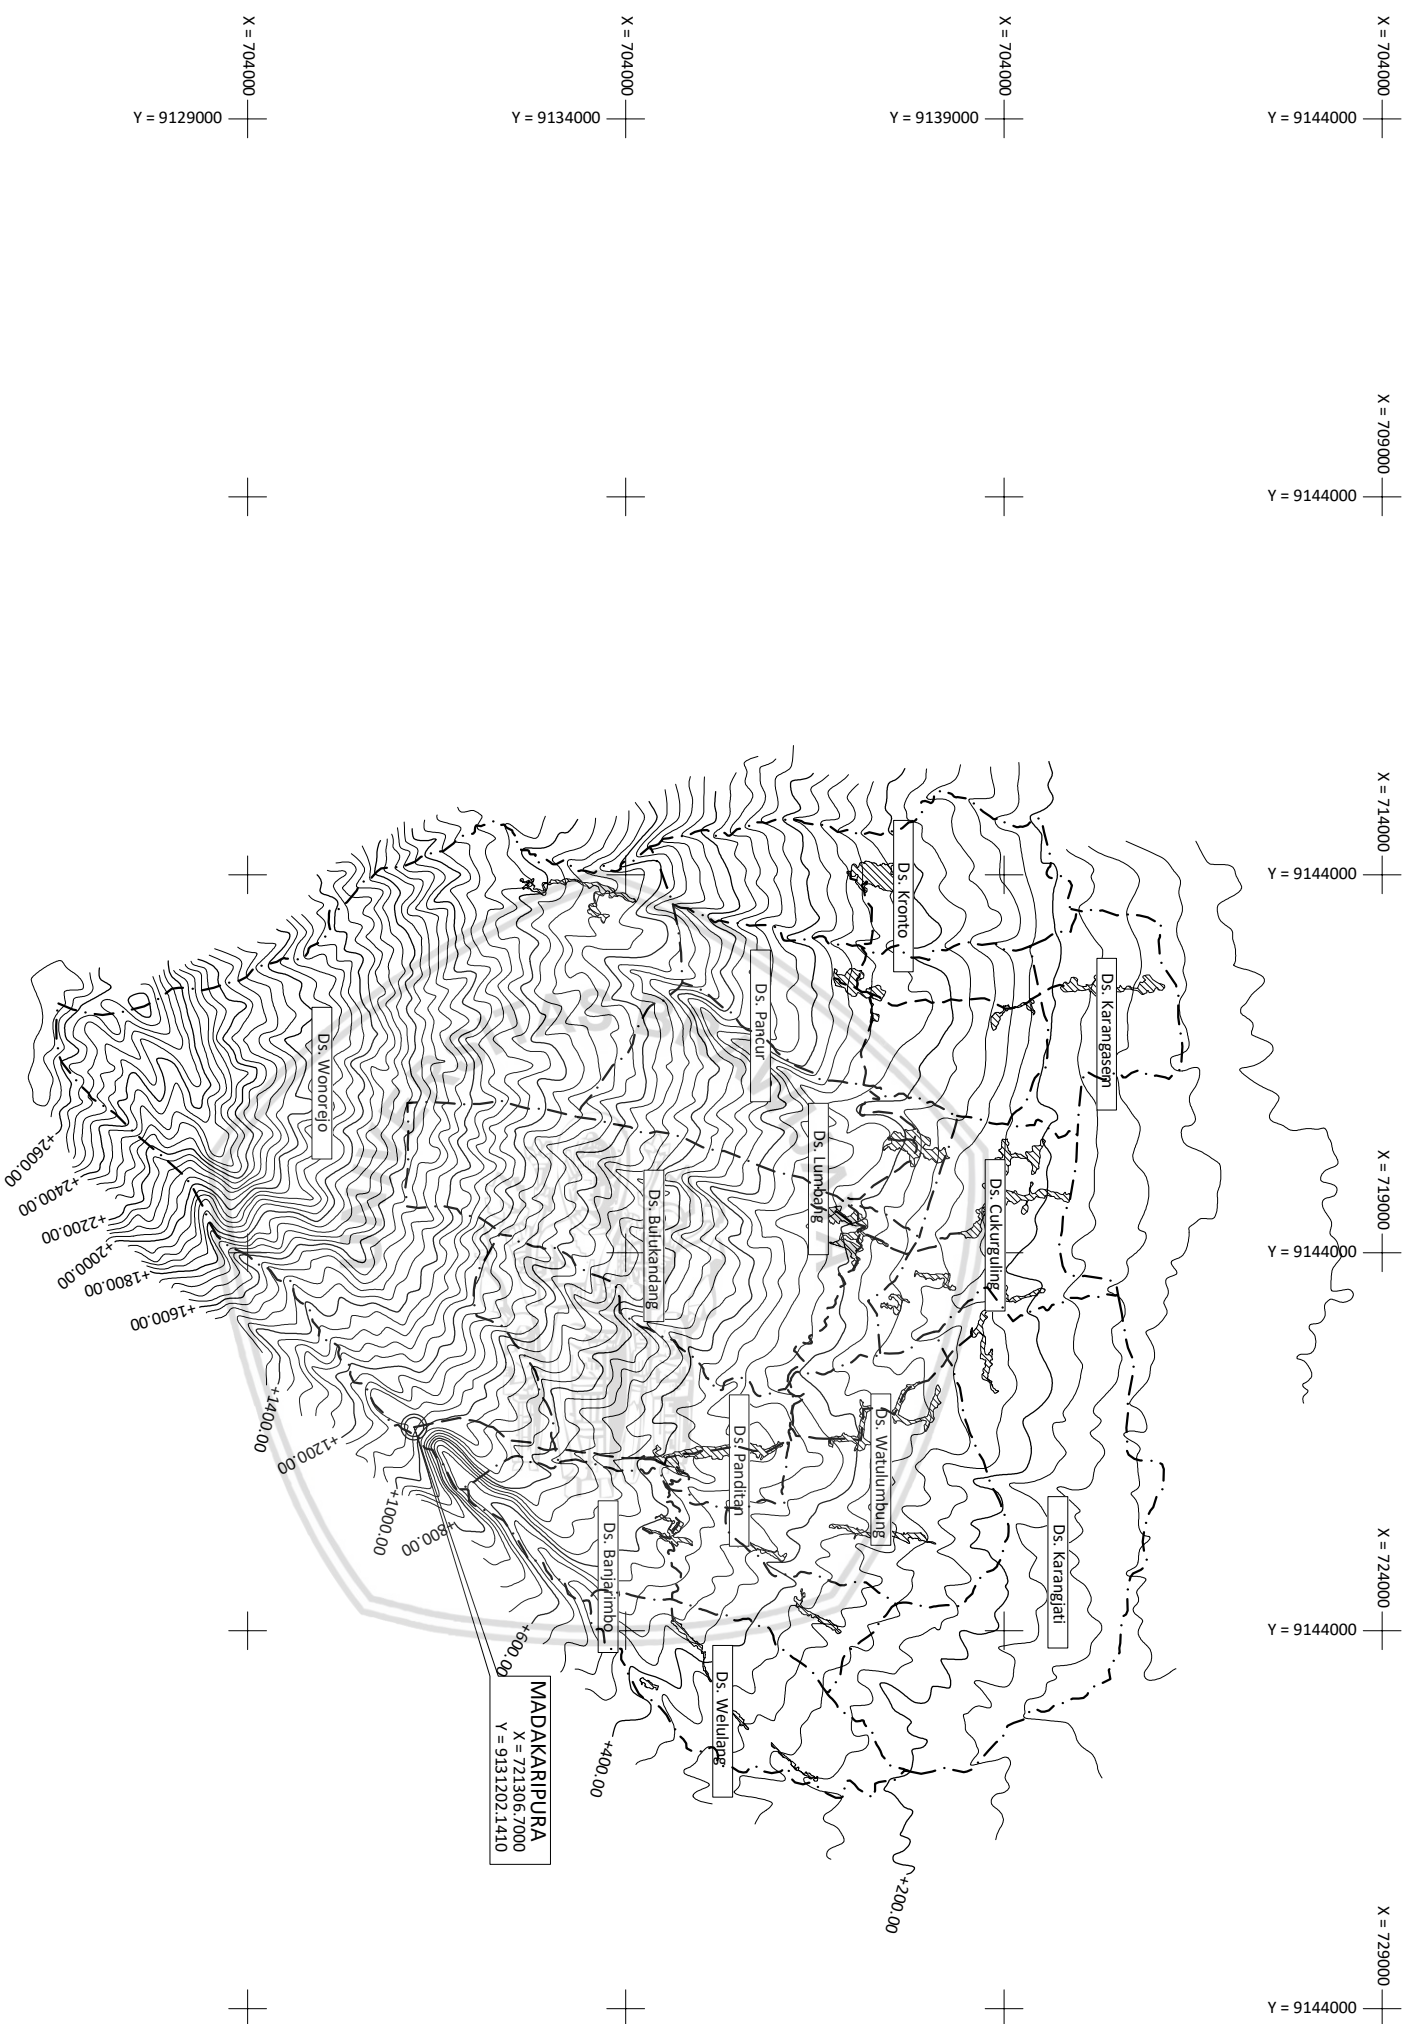 X = 704000
Y = 9129000
X = 704000
Y = 9134000
X = 704000
Y = 9139000
X = 704000
Y = 9144000
X = 709000
Y = 9144000
X = 714000
Y = 9144000
X = 719000
Y = 9144000
X = 724000
Y = 9144000
X = 729000
Y = 9144000
Ds. Kronto
Ds. Karangasem
Ds. Pancur
Ds. Wonorejo
Ds. Lumbang
Ds. Bulukandang
Ds. Cukurguling
Ds. Panditan
Ds. Watulumbung
Ds. Karangjati
Ds. Banjarimbo
Ds. Welulang
+2600.00
+2400.00
+2200.00
+2000.00
+1800.00
+1600.00
+1400.00
+1200.00
+1000.00
+800.00
+600.00
+400.00
+200.00
MADAKARIPURA
X = 721306.7000
Y = 9131202.1410